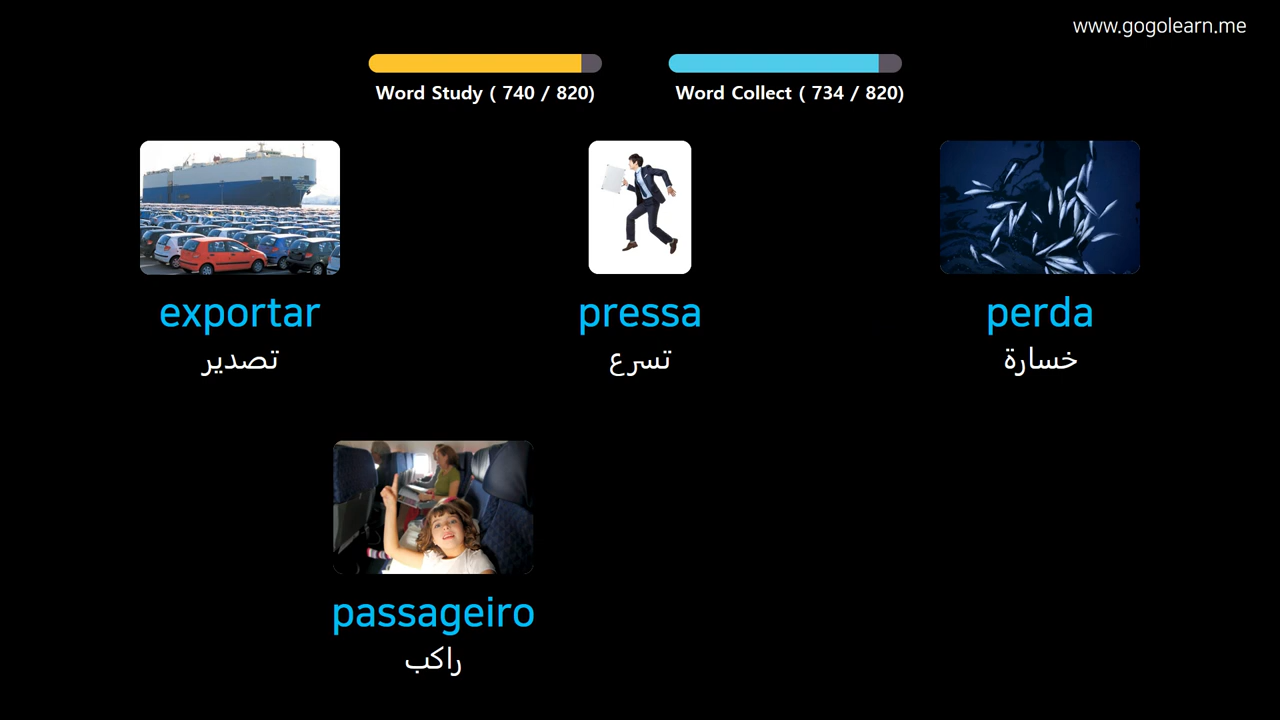 www.gogolearn.me
Word Study ( 740 / 820)
Word Collect ( 734 / 820)
exportar
تصدير
pressa
تسرع
perda
خسارة
passageiro
راكب